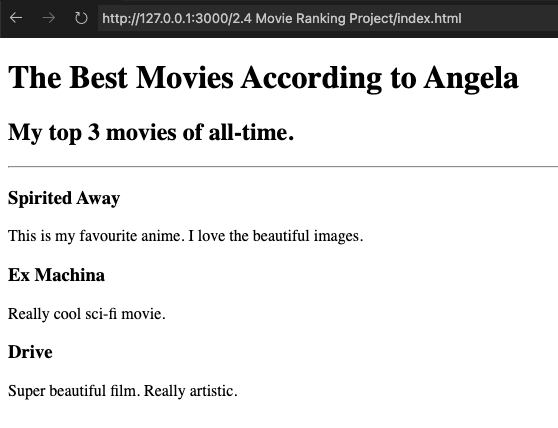 http://127.0.0.1:3000/2.4 Movie Ranking Project/index.html
The Best Movies According to Angela
My top 3 movies of all-time.
Spirited Away
This is my favourite anime. I love the beautiful images.
Ex Machina
Really cool sci-fi movie.
Drive
Super beautiful film. Really artistic.